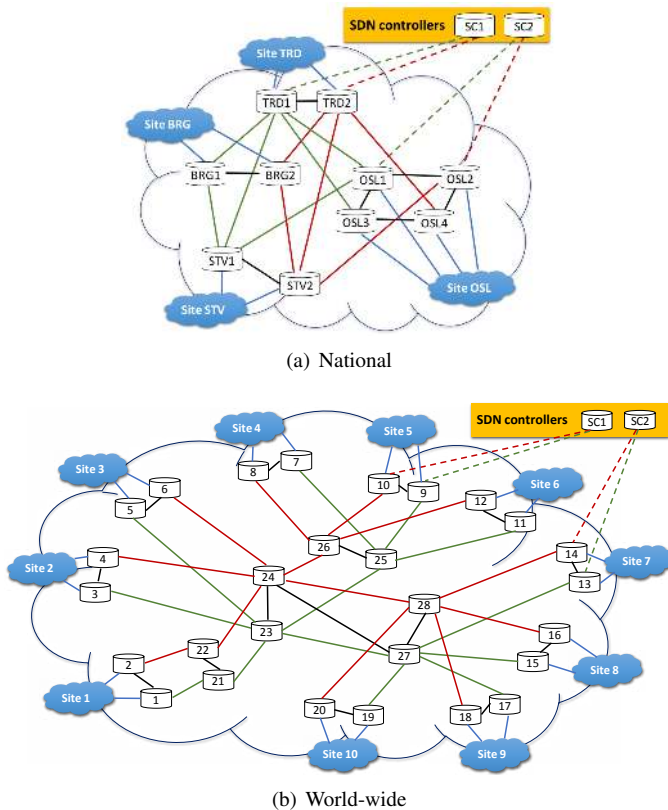 SDN controllers SC1 SC2
Site TRD
TRD1 TRD2
Site BRG
BRG1 BRG2 OSL1 OSL2
OSL3 OSL4
STV1
STV2
Site STV
Site OSL
(a) National
SDN controllers SC1 SC2
Site 4 Site 5
8 7
Site 3
6 10 9
5 12 Site 6
11
26
4 25 14
Site 2 24 Site 7
3 13
28
23
22 16
2 27
21 15 Site 8
Site 1 1
20 19 18 17
Site 10 Site 9
(b) World-wide